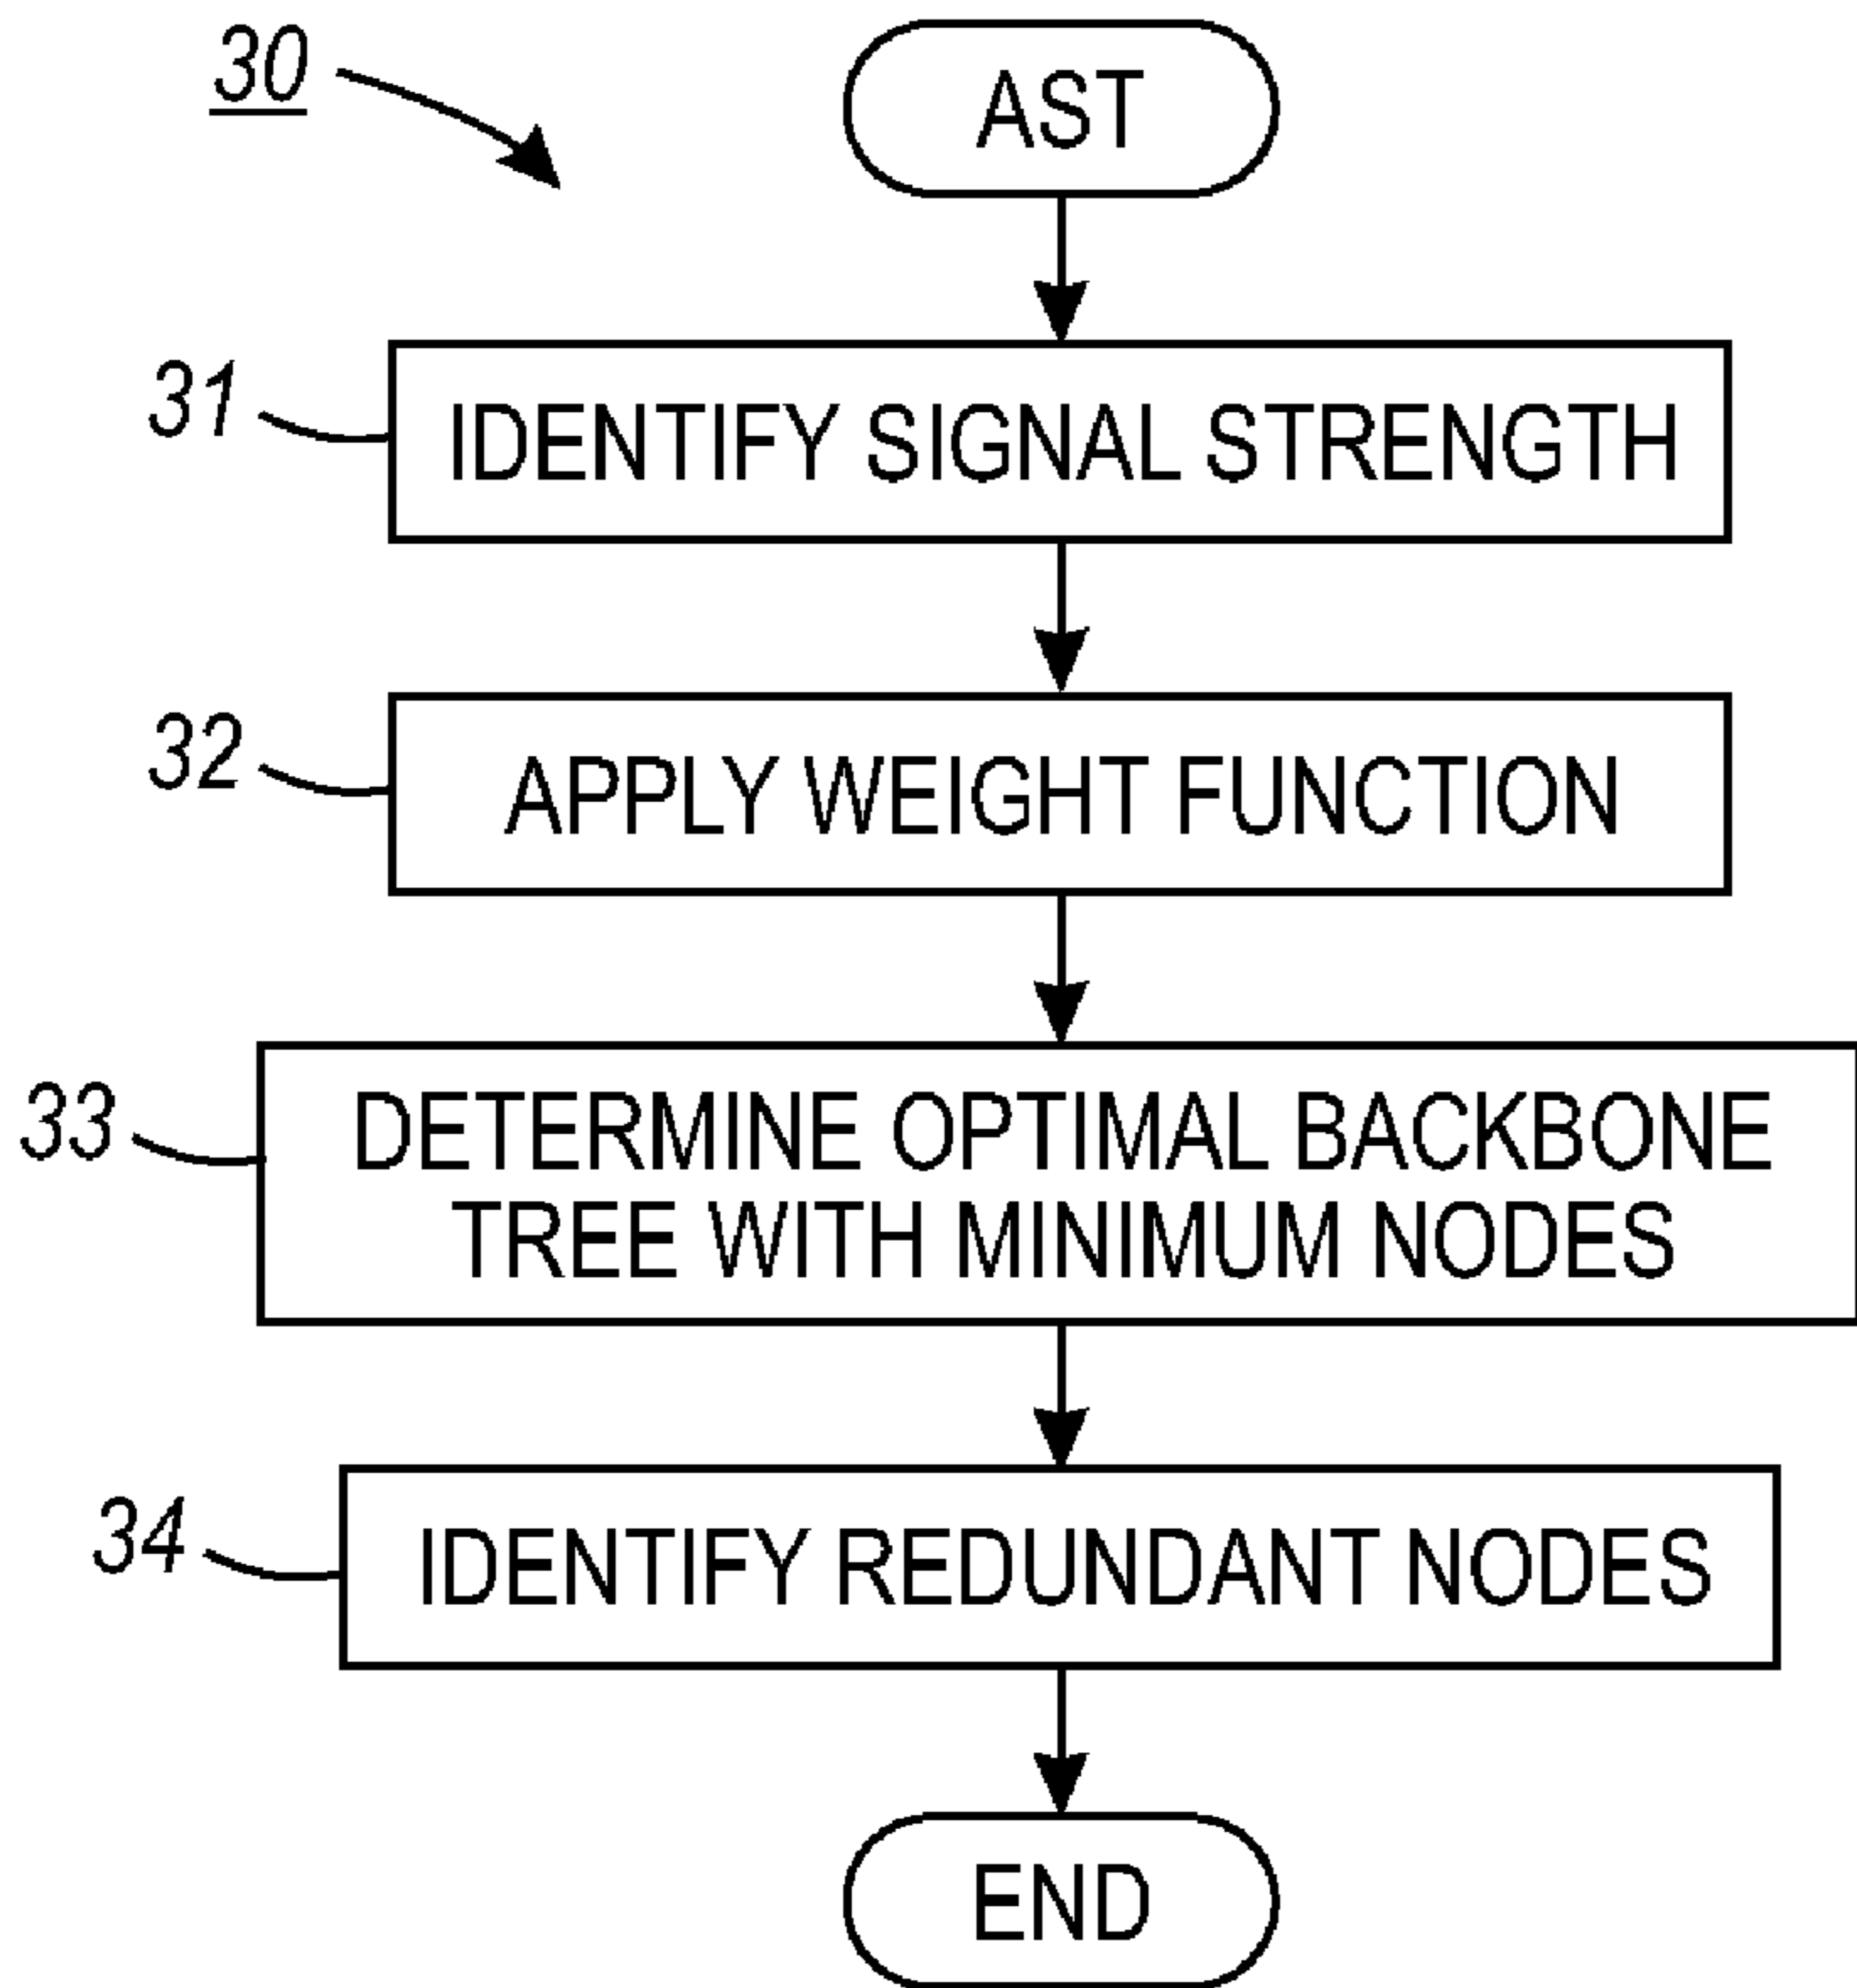 30
AST
31
IDENTIFY SIGNAL STRENGTH
32
APPLY WEIGHT FUNCTION
33
DETERMINE OPTIMAL BACKBONE
TREE WITH MINIMUM NODES
34
IDENTIFY REDUNDANT NODES
END